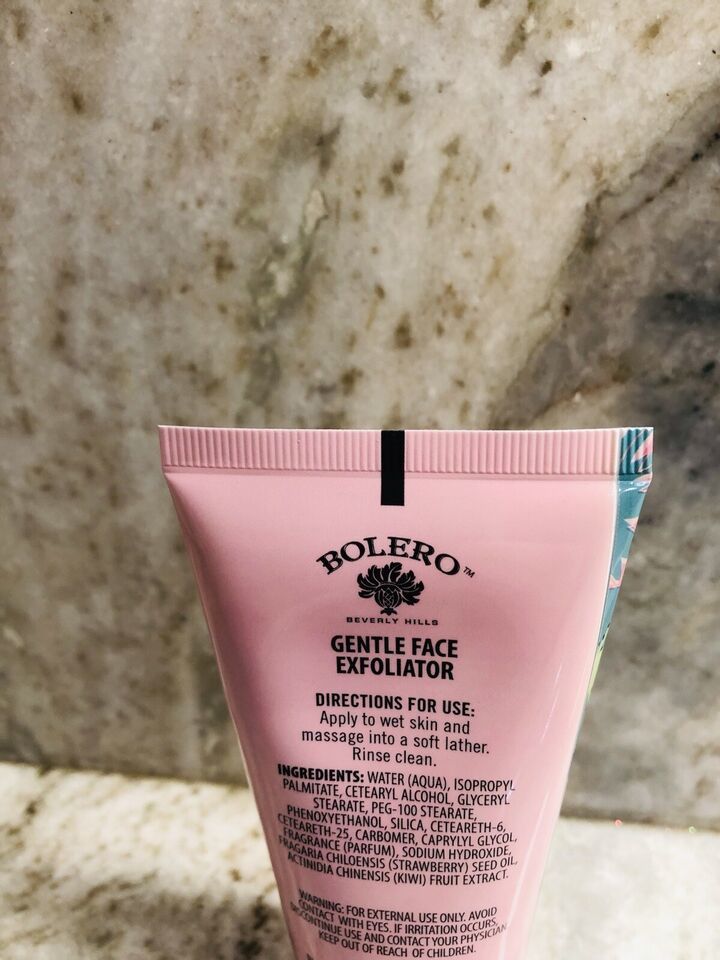 BOLERO™
BEVERLY HILLS
GENTLE FACE
EXFOLIATOR
DIRECTIONS FOR USE:
Apply to wet skin and
massage into a soft lather.
Rinse clean.
INGREDIENTS: WATER (AQUA), ISOPROPYL
PALMITATE, CETEARYL ALCOHOL, GLYCERYL
STEARATE, PEG-100 STEARATE,
PHENOXYETHANOL, SILICA, CETEARETH-6,
CETEARETH-25, CARBOMER, CAPRYLYL GLYCOL,
FRAGRANCE (PARFUM), SODIUM HYDROXIDE,
FRAGARIA CHILOENSIS (STRAWBERRY) SEED OIL,
ACTINIDIA CHINENSIS (KIWI) FRUIT EXTRACT.
WARNING: FOR EXTERNAL USE ONLY. AVOID
CONTACT WITH EYES. IF IRRITATION OCCURS,
DISCONTINUE USE AND CONTACT YOUR PHYSICIAN.
KEEP OUT OF REACH OF CHILDREN.